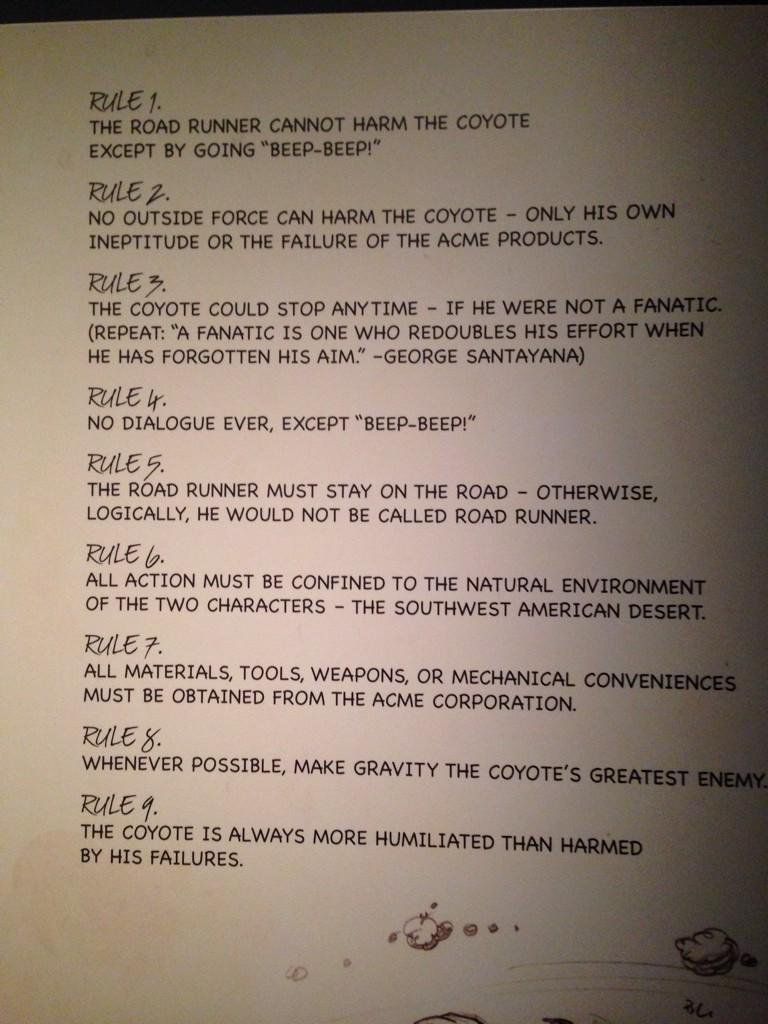 RULE 1.
THE ROAD RUNNER CANNOT HARM THE COYOTE
EXCEPT BY GOING "BEEP-BEEP!"
RULE 2.
NO OUTSIDE FORCE CAN HARM THE COYOTE – ONLY HIS OWN
INEPTITUDE OR THE FAILURE OF THE ACME PRODUCTS.
RULE 3.
THE COYOTE COULD STOP ANYTIME – IF HE WERE NOT A FANATIC.
(REPEAT: "A FANATIC IS ONE WHO REDOUBLES HIS EFFORT WHEN
HE HAS FORGOTTEN HIS AIM." –GEORGE SANTAYANA)
RULE 4.
NO DIALOGUE EVER, EXCEPT "BEEP-BEEP!"
RULE 5.
THE ROAD RUNNER MUST STAY ON THE ROAD – OTHERWISE,
LOGICALLY, HE WOULD NOT BE CALLED ROAD RUNNER.
RULE 6.
ALL ACTION MUST BE CONFINED TO THE NATURAL ENVIRONMENT
OF THE TWO CHARACTERS – THE SOUTHWEST AMERICAN DESERT.
RULE 7.
ALL MATERIALS, TOOLS, WEAPONS, OR MECHANICAL CONVENIENCES
MUST BE OBTAINED FROM THE ACME CORPORATION.
RULE 8.
WHENEVER POSSIBLE, MAKE GRAVITY THE COYOTE'S GREATEST ENEMY.
RULE 9.
THE COYOTE IS ALWAYS MORE HUMILIATED THAN HARMED
BY HIS FAILURES.